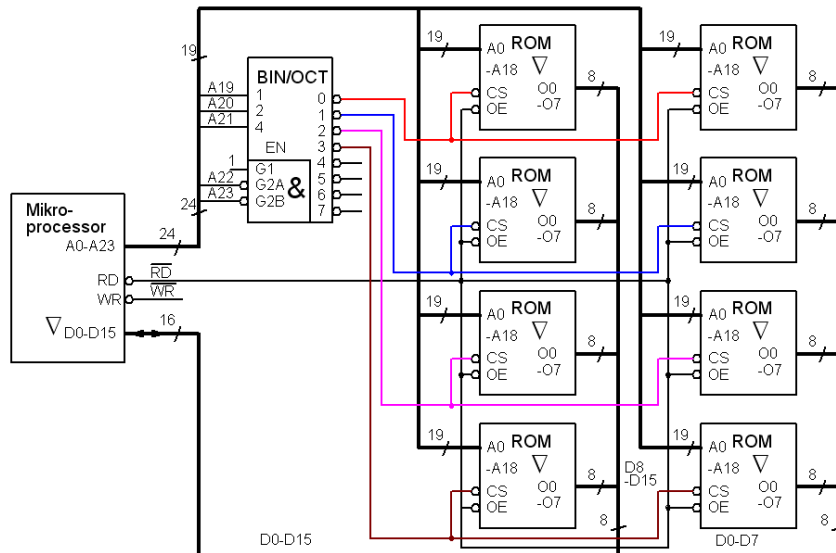 19
BIN/OCT
A19
A20
A21
1
2
4
EN
1
G1
A22
G2A
A23
G2B
&
0
1
2
3
4
5
6
7
24
Mikro-
processor
A0-A23
24
RD
RD
WR
WR
D0-D15
16
19
A0
ROM
-A18
CS
O0
OE
-O7
8
19
A0
ROM
-A18
CS
O0
OE
-O7
8
19
A0
ROM
-A18
CS
O0
OE
-O7
8
19
A0
ROM
-A18
CS
O0
OE
-O7
8
19
A0
ROM
-A18
CS
O0
OE
-O7
8
19
A0
ROM
-A18
CS
O0
OE
-O7
8
19
A0
ROM
-A18
CS
O0
OE
-O7
8
19
A0
ROM
-A18
CS
O0
OE
-O7
8
D8
-D15
8
8
D0-D15
D0-D7